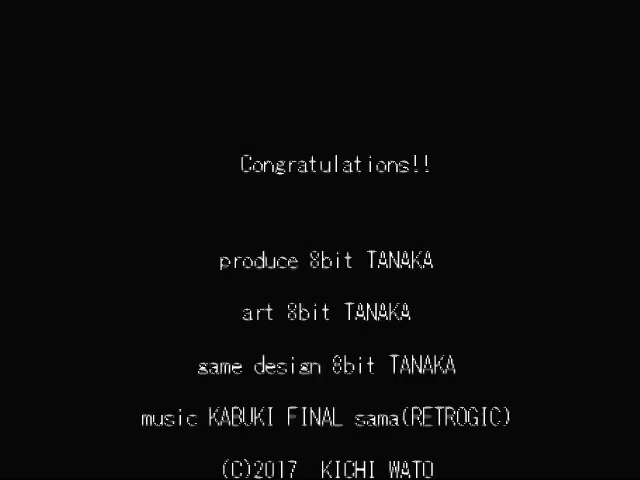 Congratulations!!
produce 8bit TANAKA
art 8bit TANAKA
game design 8bit TANAKA
music KABUKI FINAL sama(RETROGIC)
(C)2017 KICHI WATO